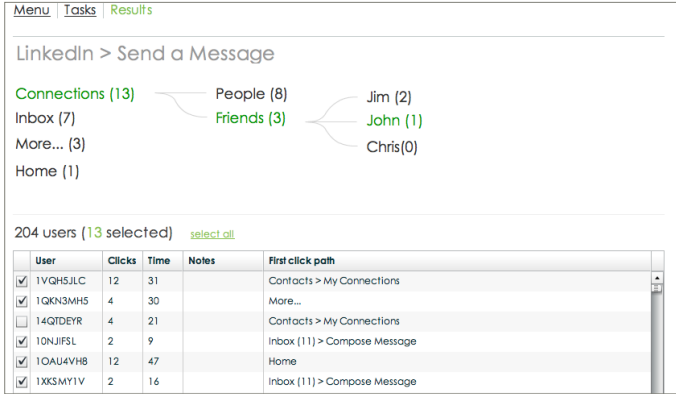 Menu Tasks Results
LinkedIn > Send a Message
Connections (13) People (8) Jim (2)
Inbox (7) Friends (3) John (1)
More... (3) Chris(0)
Home (1)
204 users (13 selected) select all
User Clicks Time Notes First click path
1VQH5JLC 12 31 Contacts > My Connections
1QKN3MH5 4 30 More...
14QTDEYR 4 21 Contacts > My Connections
10NJIFSL 2 9 Inbox (11) > Compose Message
1OAU4VH8 12 47 Home
1XKSMY1V 2 16 Inbox (11) > Compose Message